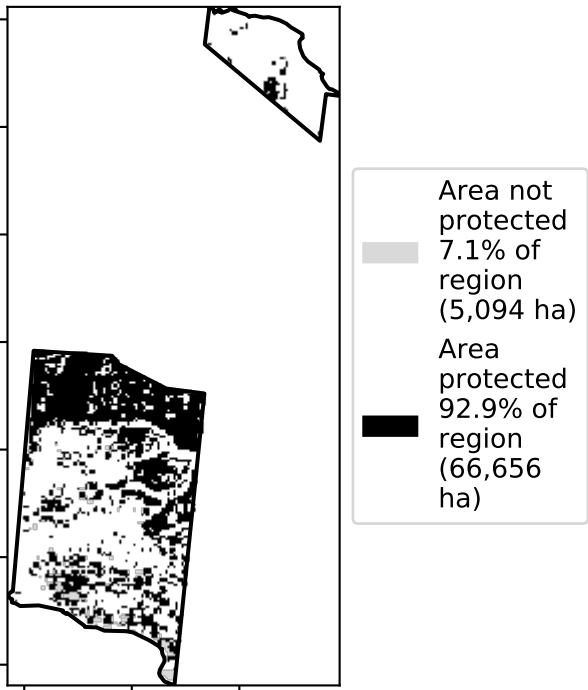 Area not
protected
7.1% of
region
(5,094 ha)
Area
protected
92.9% of
region
(66,656
ha)